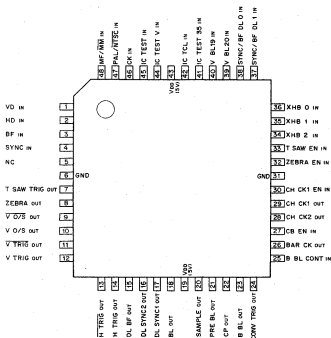 48 MF/MM IN
47 PAL/NTSC IN
46 CK IN
45 IC TEST IN
44 IC TEST V IN
43 VDD (5V)
42 IC TCL IN
41 IC TEST 35 IN
40 V BL19 IN
39 V BL20 IN
38 SYNC/BF DL 0 IN
37 SYNC/BF DL 1 IN
VD IN 1
HD IN 2
BF IN 3
SYNC IN 4
NC 5
6 GND
T SAW TRIG OUT 7
ZEBRA OUT 8
V O/S OUT 9
V O/S OUT 10
V TRIG OUT 11
V TRIG OUT 12
36 XHB 0 IN
35 XHB 1 IN
34 XHB 2 IN
33 T SAW EN IN
32 ZEBRA EN IN
GND 31
30 CH CK1 EN IN
29 CH CK1 OUT
28 CH CK2 OUT
27 CB EN IN
26 BAR CK OUT
25 B BL CONT IN
13 H TRIG OUT
14 H TRIG OUT
15 DL BF OUT
16 DL SYNC2 OUT
17 DL SYNC1 OUT
18 BL OUT
19 VDD (5V)
20 SAMPLE OUT
21 PRE BL OUT
22 CP OUT
23 B BL OUT
24 CONV TRIG OUT